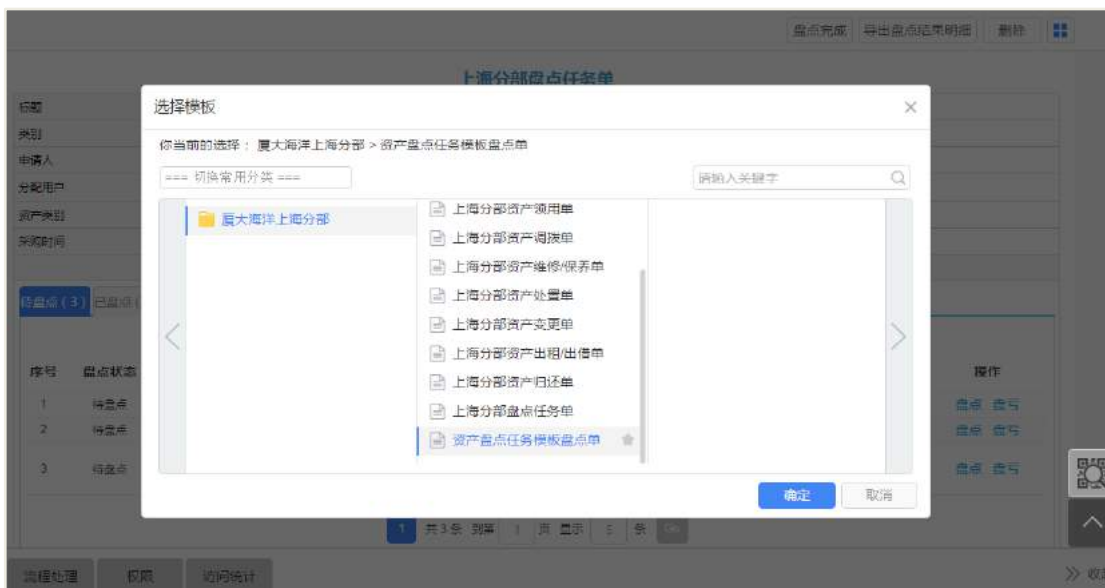 盘点完成 导出盘点结果明细 删除
上海分部盘点任务单
标题
类别
申请人
分配用户
资产类别
采购时间
选择模板
你当前的选择： 厦大海洋上海分部 > 资产盘点任务模板盘点单
=== 切换常用分类 ===
请输入关键字
厦大海洋上海分部
上海分部资产领用单
上海分部资产调拨单
上海分部资产维修/保养单
上海分部资产处置单
上海分部资产变更单
上海分部资产出租/出借单
上海分部资产归还单
上海分部盘点任务单
资产盘点任务模板盘点单
确定 取消
待盘点 ( 3 ) 已盘点 (
序号 盘点状态 操作
1 待盘点 盘点 盘亏
2 待盘点 盘点 盘亏
3 待盘点 盘点 盘亏
1 共3条 到第 1 页 显示 5 条 Go
流程处理 权限 访问统计